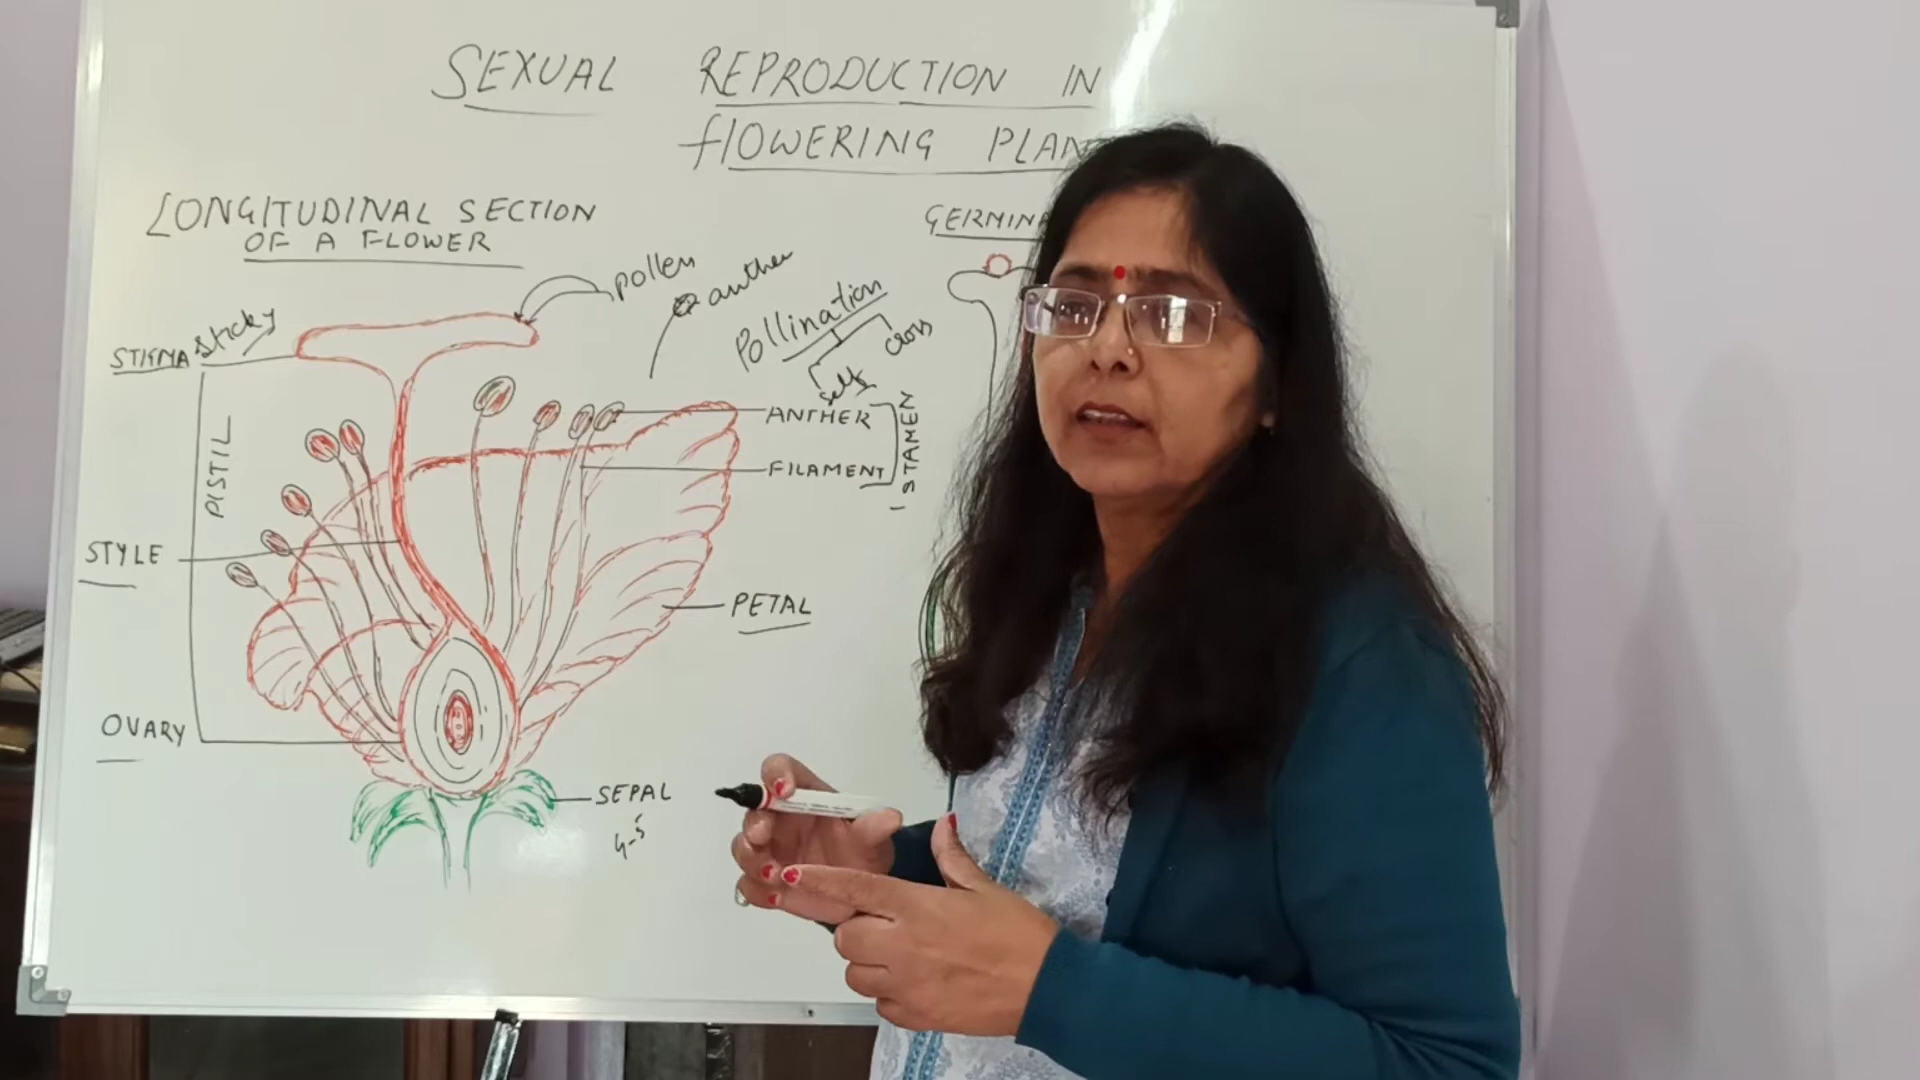 SEXUAL REPRODUCTION IN
FLOWERING PLAN
LONGITUDINAL SECTION
OF A FLOWER
GERMINA
pollen
anther
Pollination
cross
self
STIGMA sticky
PISTIL
STYLE
OVARY
ANTHER
FILAMENT
STAMEN
PETAL
SEPAL
4-5